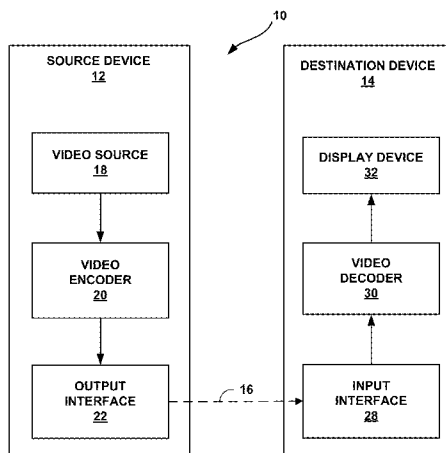 10
SOURCE DEVICE
12
VIDEO SOURCE
18
VIDEO
ENCODER
20
OUTPUT
INTERFACE
22
16
DESTINATION DEVICE
14
DISPLAY DEVICE
32
VIDEO
DECODER
30
INPUT
INTERFACE
28